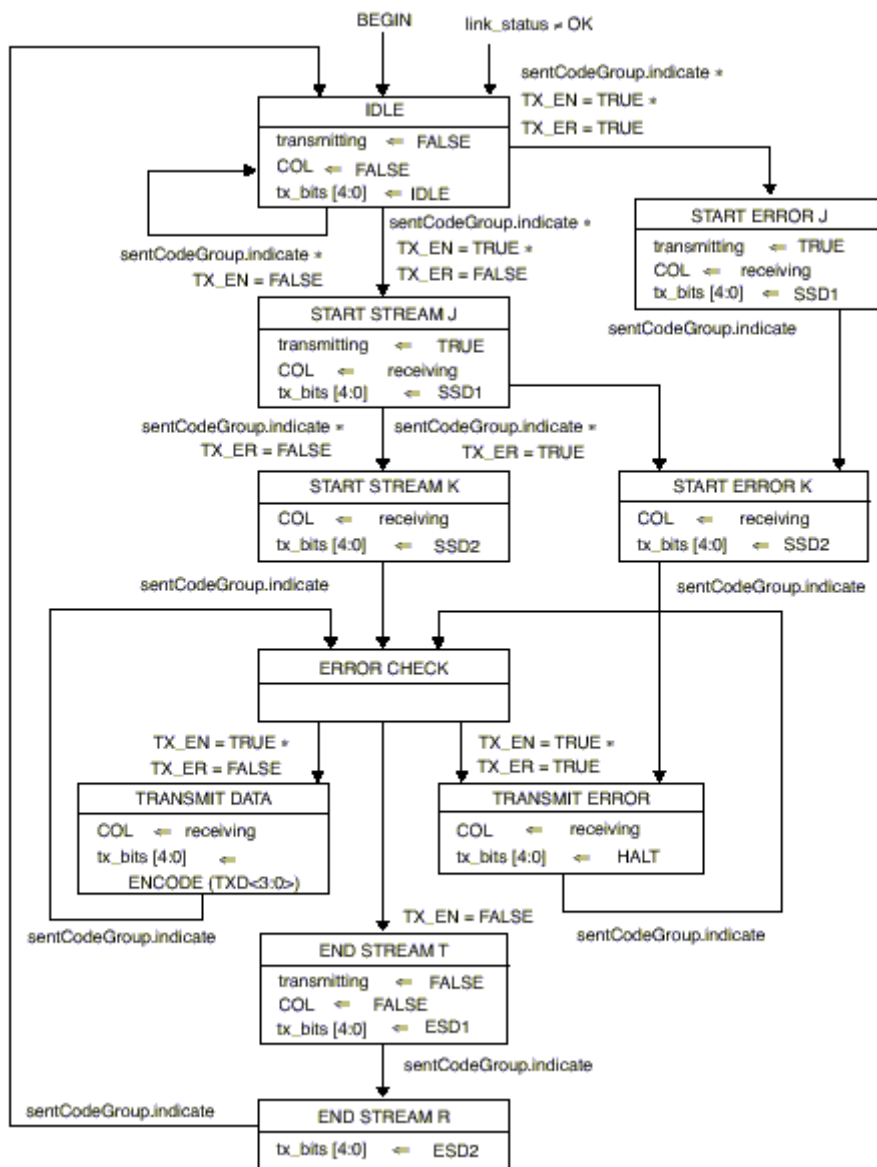 BEGIN
link_status ≠ OK
sentCodeGroup.indicate *
TX_EN = TRUE *
TX_ER = TRUE
IDLE
transmitting ⇐ FALSE
COL ⇐ FALSE
tx_bits [4:0] ⇐ IDLE
sentCodeGroup.indicate *
TX_EN = FALSE
sentCodeGroup.indicate *
TX_EN = TRUE *
TX_ER = FALSE
START ERROR J
transmitting ⇐ TRUE
COL ⇐ receiving
tx_bits [4:0] ⇐ SSD1
sentCodeGroup.indicate
START STREAM J
transmitting ⇐ TRUE
COL ⇐ receiving
tx_bits [4:0] ⇐ SSD1
sentCodeGroup.indicate *
TX_ER = FALSE
sentCodeGroup.indicate *
TX_ER = TRUE
START STREAM K
COL ⇐ receiving
tx_bits [4:0] ⇐ SSD2
START ERROR K
COL ⇐ receiving
tx_bits [4:0] ⇐ SSD2
sentCodeGroup.indicate
sentCodeGroup.indicate
ERROR CHECK
TX_EN = TRUE *
TX_ER = FALSE
TX_EN = TRUE *
TX_ER = TRUE
TRANSMIT DATA
COL ⇐ receiving
tx_bits [4:0] ⇐
ENCODE (TXD<3:0>)
TRANSMIT ERROR
COL ⇐ receiving
tx_bits [4:0] ⇐ HALT
sentCodeGroup.indicate
TX_EN = FALSE
sentCodeGroup.indicate
END STREAM T
transmitting ⇐ FALSE
COL ⇐ FALSE
tx_bits [4:0] ⇐ ESD1
sentCodeGroup.indicate
sentCodeGroup.indicate
END STREAM R
tx_bits [4:0] ⇐ ESD2